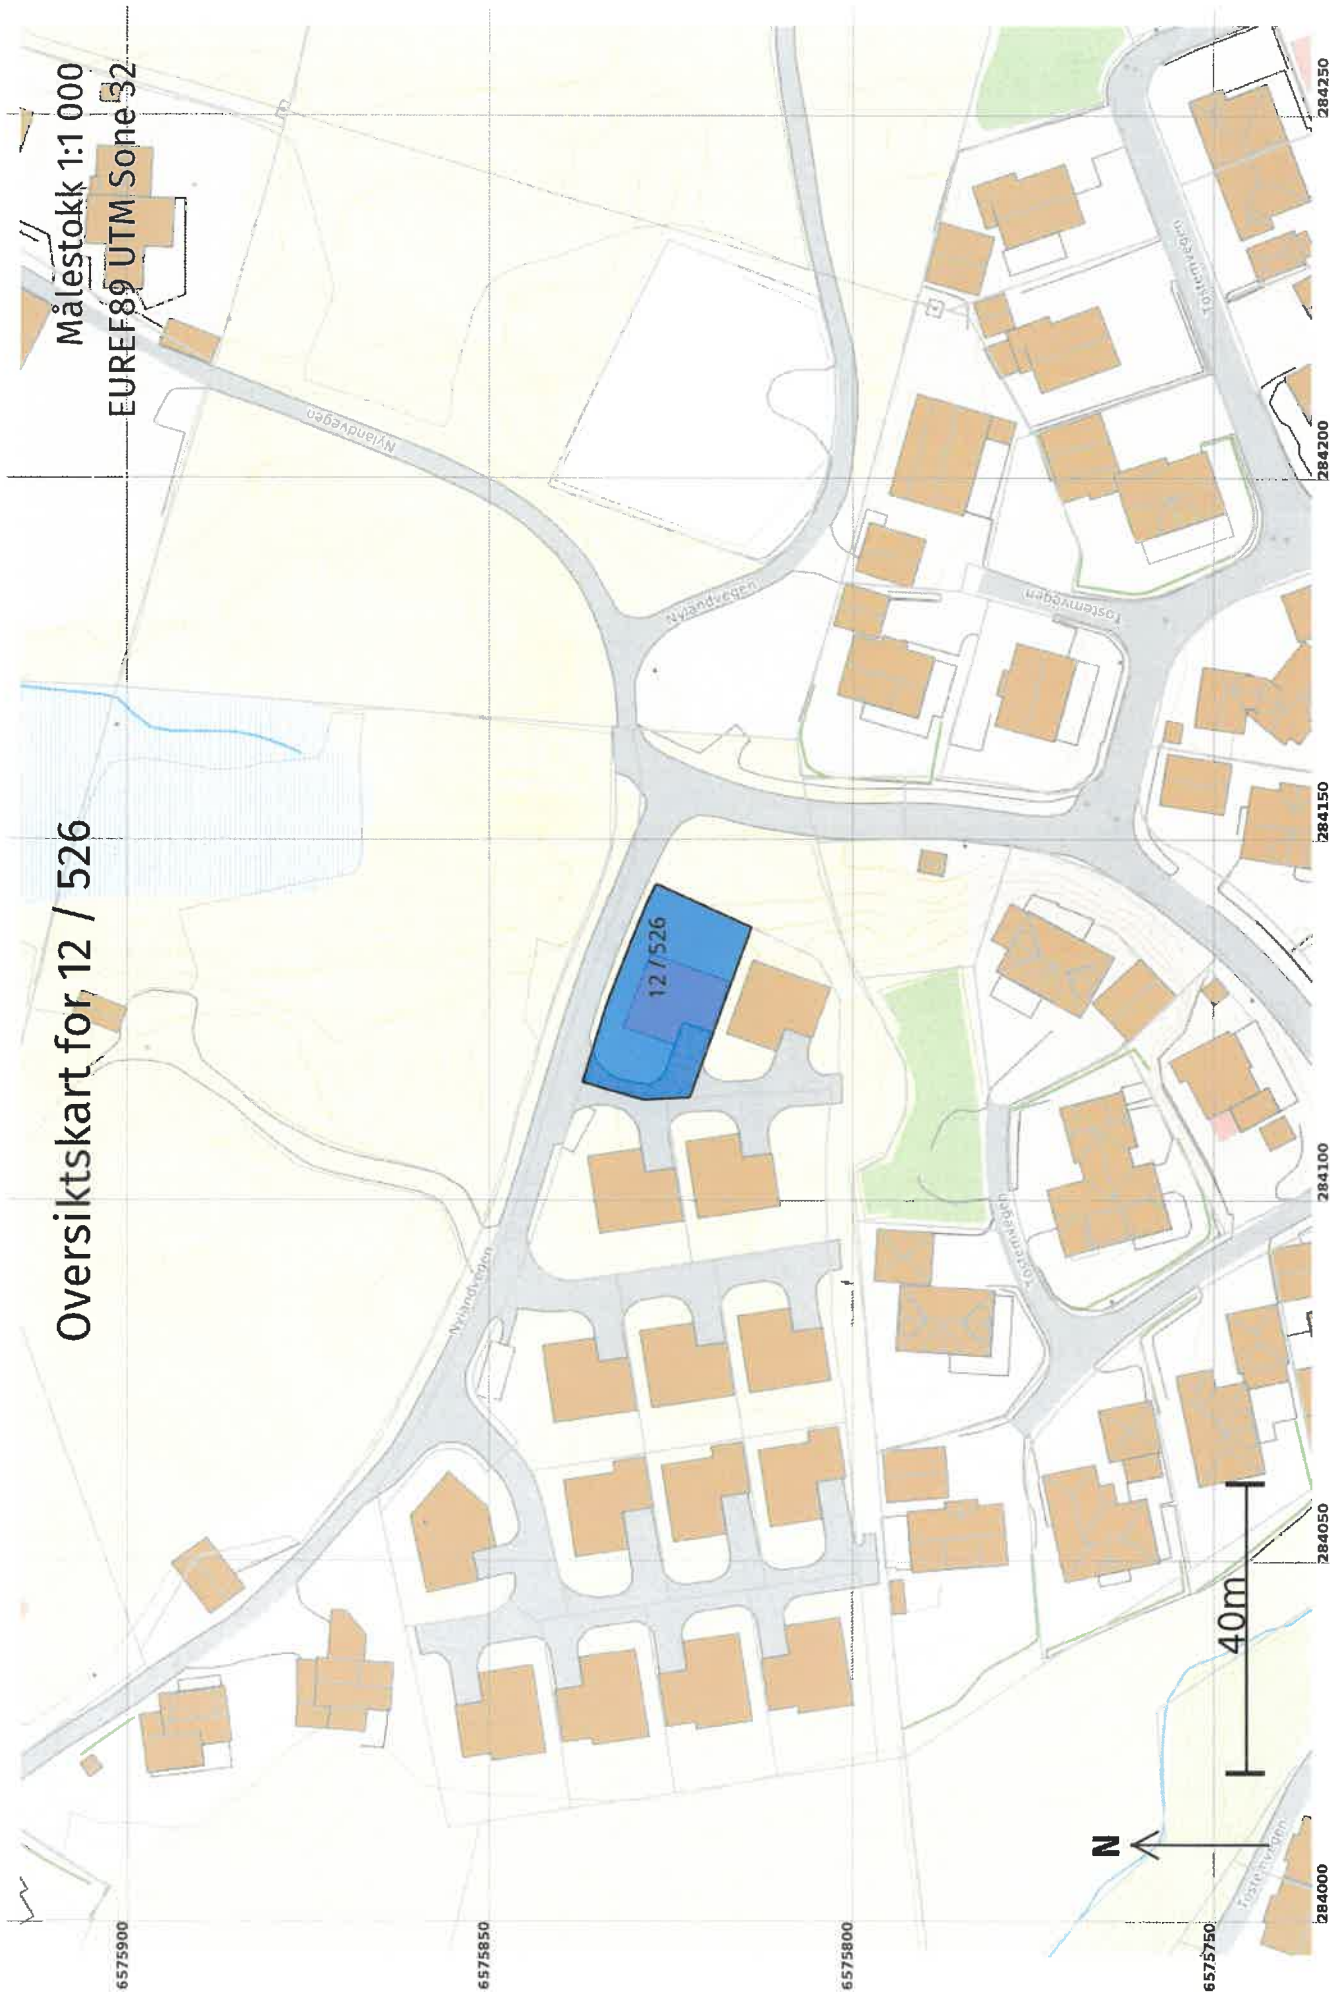 Oversiktskart for 12 / 526
Målestokk 1:1 000
EUREF89 UTM Sone 32
6575900
6575850
6575800
6575750
284000
284050
284100
284150
284200
284250
Nylandvegen
Nylandvegen
Nylandvegen
12 / 526
Tostemvegen
Tostemvegen
Tostemvegen
Tostemvegen
N
40m